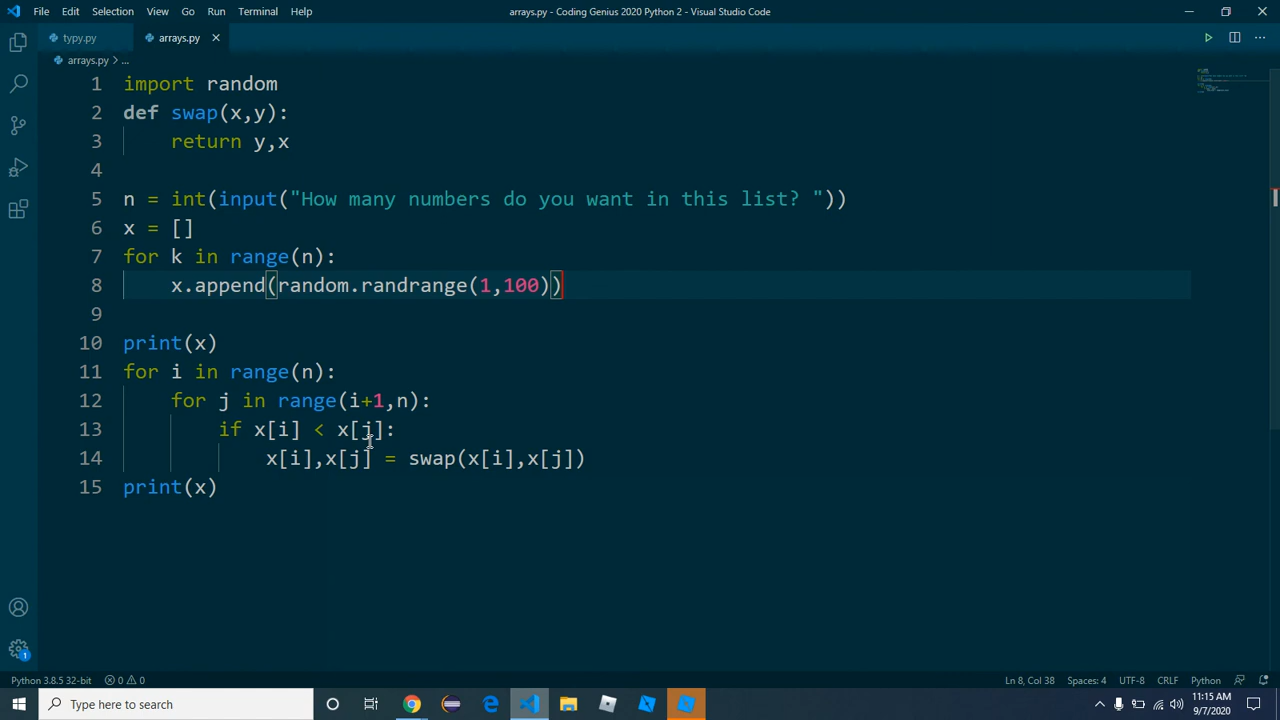 File Edit Selection View Go Run Terminal Help
arrays.py - Coding Genius 2020 Python 2 - Visual Studio Code
typy.py arrays.py
arrays.py > ...
1 import random
2 def swap(x,y):
3     return y,x
4
5 n = int(input("How many numbers do you want in this list? "))
6 x = []
7 for k in range(n):
8     x.append(random.randrange(1,100))
9
10 print(x)
11 for i in range(n):
12     for j in range(i+1,n):
13         if x[i] < x[j]:
14             x[i],x[j] = swap(x[i],x[j])
15 print(x)
1
Python 3.8.5 32-bit 0 0 Ln 8, Col 38 Spaces: 4 UTF-8 CRLF Python
Type here to search
11:15 AM
9/7/2020